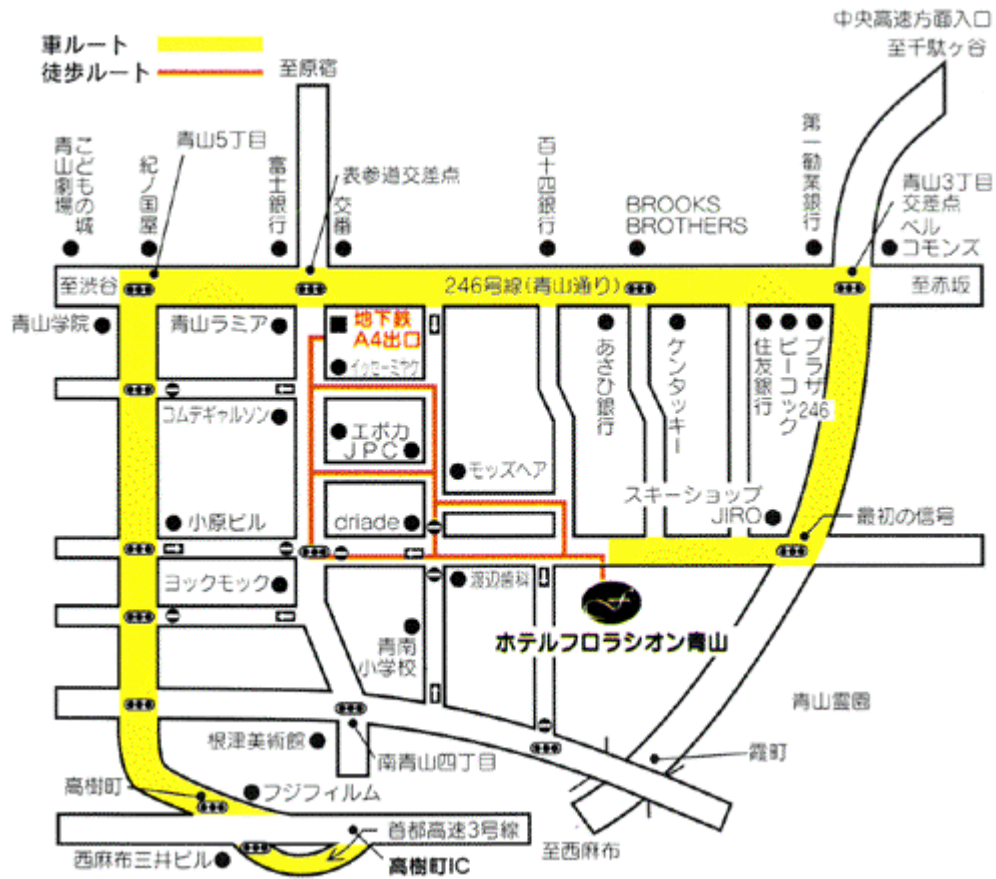 中央高速方面入口
至千駄ヶ谷
車ルート
徒歩ルート
至原宿
青山5丁目
こどもの城
青山劇場
紀ノ国屋
富士銀行
表参道交差点
交番
百十四銀行
BROOKS
BROTHERS
第一勧業銀行
青山3丁目
交差点
ベル
コモンズ
至渋谷
246号線(青山通り)
至赤坂
青山学院
青山ラミア
地下鉄
A4出口
イッセーミヤケ
あさひ銀行
ケンタッキー
住友銀行
ピーコック
プラザ
246
コムデギャルソン
エポカ
JPC
モッズヘア
スキーショップ
JIRO
最初の信号
小原ビル
driade
ヨックモック
渡辺歯科
ホテルフロラシオン青山
青南
小学校
青山霊園
根津美術館
南青山四丁目
霞町
高樹町
フジフィルム
首都高速3号線
至西麻布
西麻布三井ビル
高樹町IC